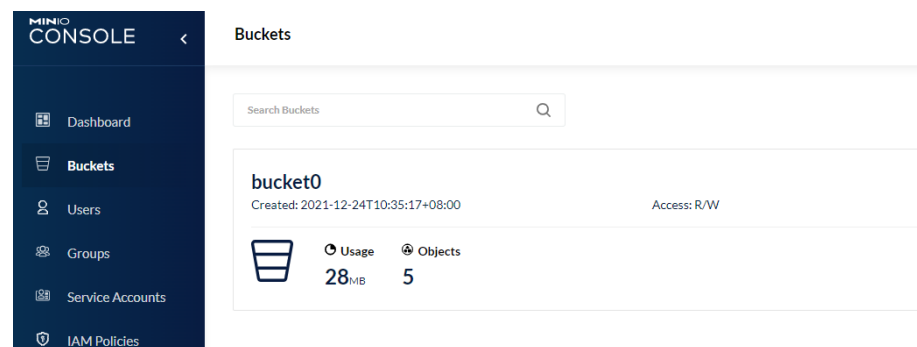 MINIO
CONSOLE
Buckets
Search Buckets
Dashboard
Buckets
Users
Groups
Service Accounts
IAM Policies
bucket0
Created: 2021-12-24T10:35:17+08:00
Access: R/W
Usage
Objects
28MB
5